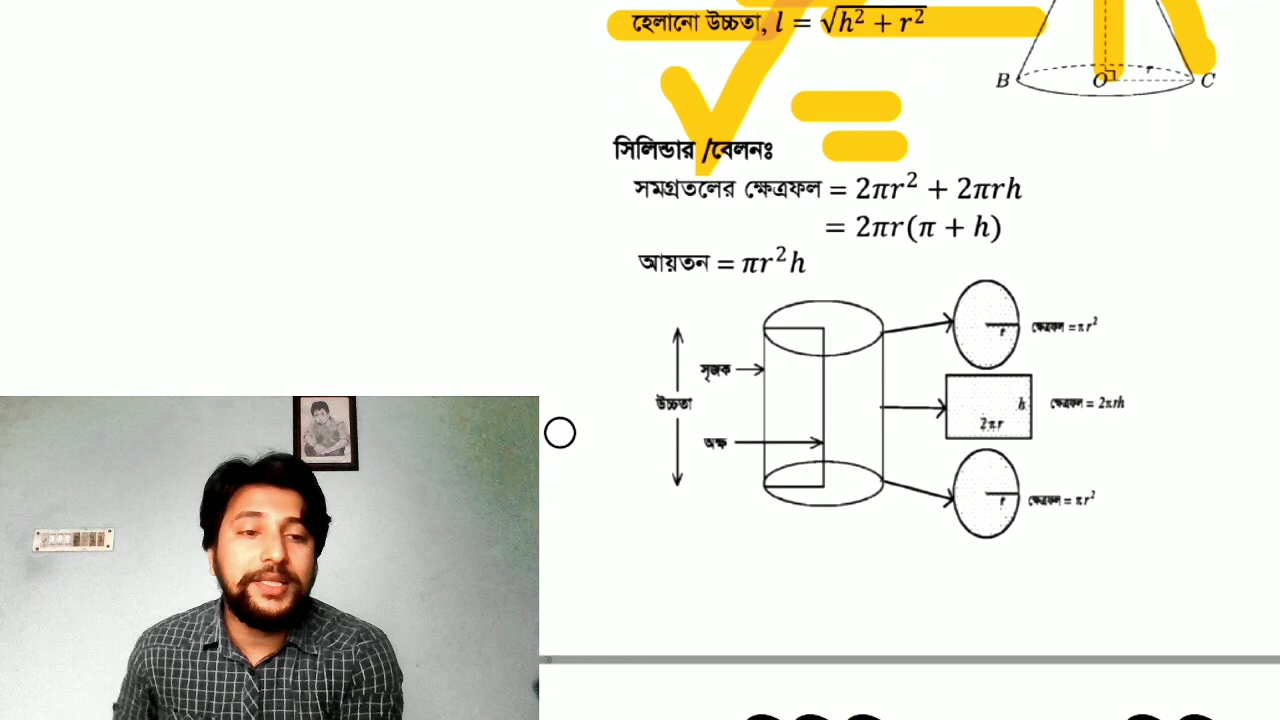 হেলানো উচ্চতা, l = √h² + r²
B O r C
সিলিন্ডার /বেলনঃ
সমগ্রতলের ক্ষেত্রফল = 2πr² + 2πrh
= 2πr(π + h)
আয়তন = πr²h
r ক্ষেত্রফল = πr²
সৃজক
উচ্চতা
h ক্ষেত্রফল = 2πrh
2πr
অক্ষ
r ক্ষেত্রফল = πr²